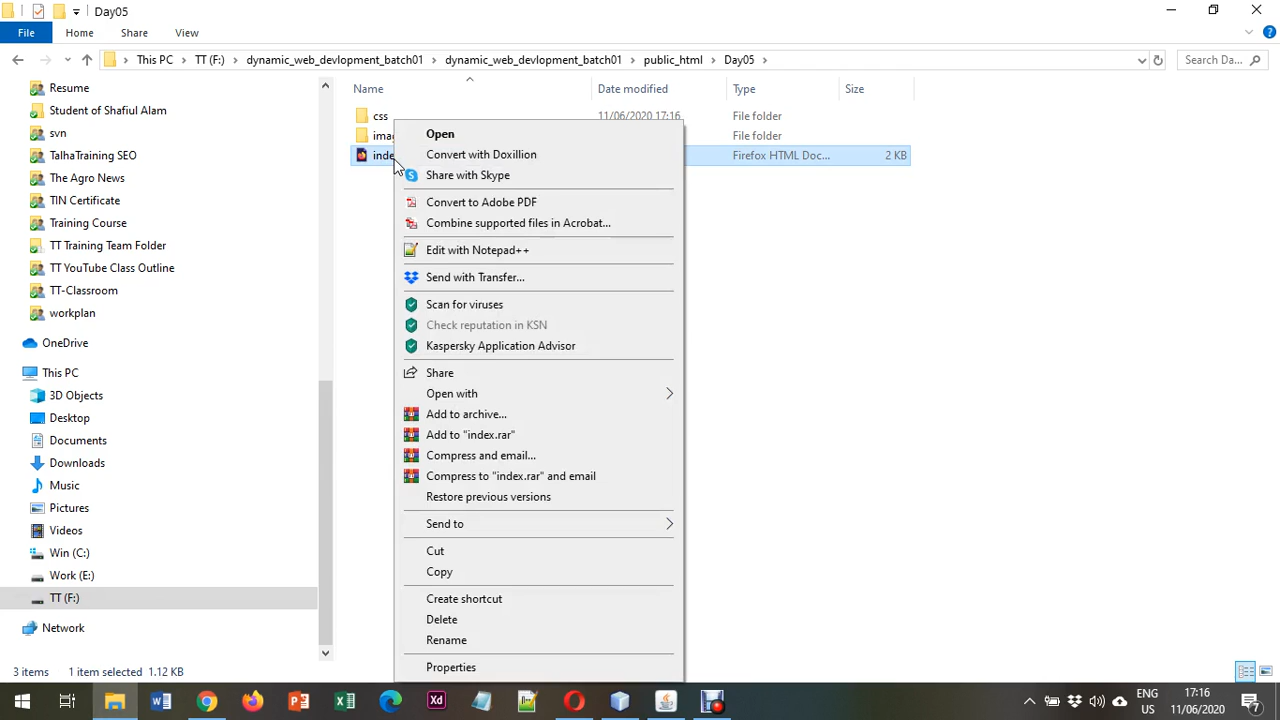 Day05
File Home Share View
This PC TT (F:) dynamic_web_devlopment_batch01 dynamic_web_devlopment_batch01 public_html Day05 Search Da...
Name Date modified Type Size
Resume
Student of Shafiul Alam
svn
TalhaTraining SEO
The Agro News
TIN Certificate
Training Course
TT Training Team Folder
TT YouTube Class Outline
TT-Classroom
workplan
OneDrive
This PC
3D Objects
Desktop
Documents
Downloads
Music
Pictures
Videos
Win (C:)
Work (E:)
TT (F:)
Network
css 11/06/2020 17:16 File folder
File folder
Firefox HTML Doc... 2 KB
Open
Convert with Doxillion
Share with Skype
Convert to Adobe PDF
Combine supported files in Acrobat...
Edit with Notepad++
Send with Transfer...
Scan for viruses
Check reputation in KSN
Kaspersky Application Advisor
Share
Open with
Add to archive...
Add to "index.rar"
Compress and email...
Compress to "index.rar" and email
Restore previous versions
Send to
Cut
Copy
Create shortcut
Delete
Rename
Properties
3 items 1 item selected 1.12 KB
ENG
US
17:16
11/06/2020
7